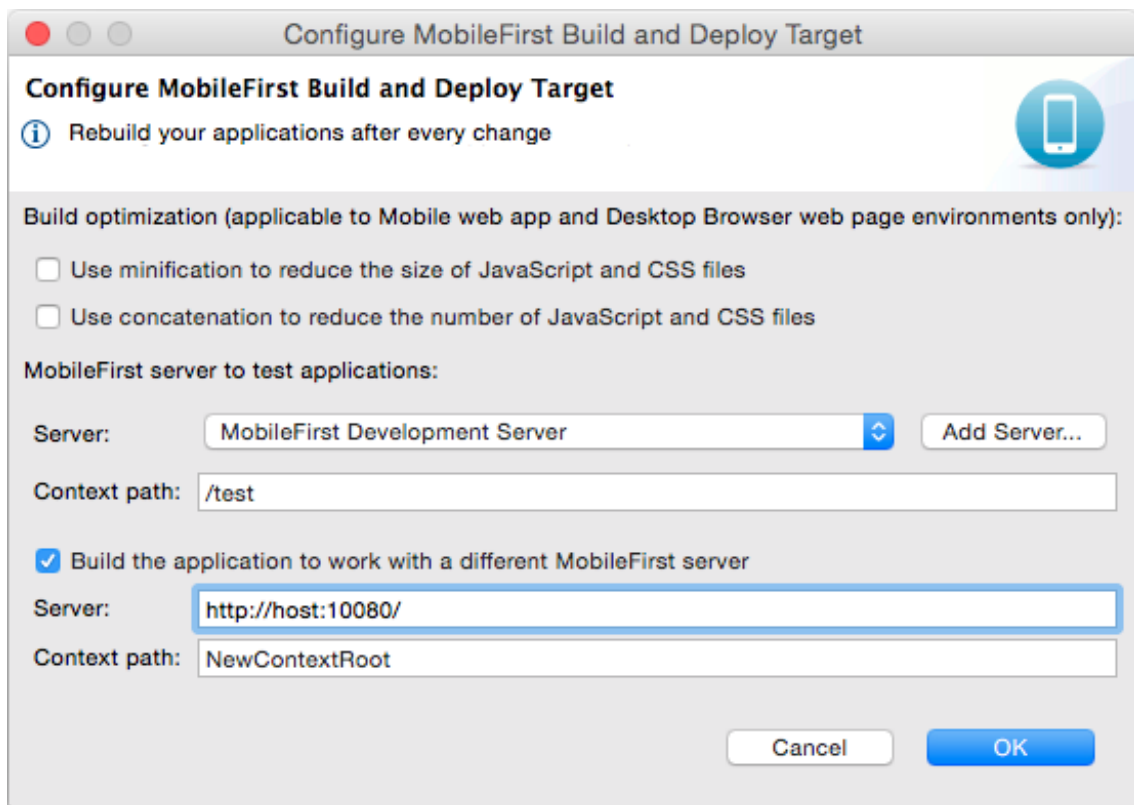 Configure MobileFirst Build and Deploy Target
Configure MobileFirst Build and Deploy Target
Rebuild your applications after every change
Build optimization (applicable to Mobile web app and Desktop Browser web page environments only):
Use minification to reduce the size of JavaScript and CSS files
Use concatenation to reduce the number of JavaScript and CSS files
MobileFirst server to test applications:
Server: MobileFirst Development Server Add Server...
Context path: /test
Build the application to work with a different MobileFirst server
Server: http://host:10080/
Context path: NewContextRoot
Cancel OK